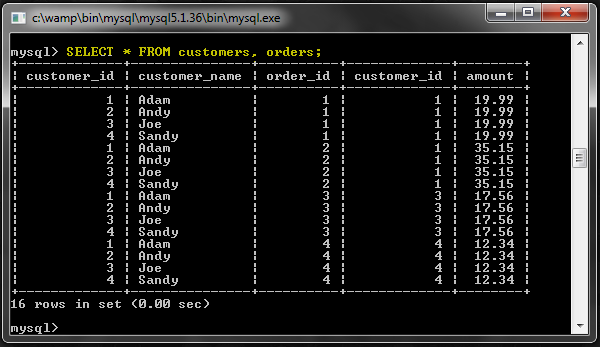 c:\wamp\bin\mysql\mysql5.1.36\bin\mysql.exe
mysql> SELECT * FROM customers, orders;
customer_id | customer_name | order_id | customer_id | amount
1 | Adam | 1 | 1 | 19.99
2 | Andy | 1 | 1 | 19.99
3 | Joe | 1 | 1 | 19.99
4 | Sandy | 1 | 1 | 19.99
1 | Adam | 2 | 1 | 35.15
2 | Andy | 2 | 1 | 35.15
3 | Joe | 2 | 1 | 35.15
4 | Sandy | 2 | 1 | 35.15
1 | Adam | 3 | 3 | 17.56
2 | Andy | 3 | 3 | 17.56
3 | Joe | 3 | 3 | 17.56
4 | Sandy | 3 | 3 | 17.56
1 | Adam | 4 | 4 | 12.34
2 | Andy | 4 | 4 | 12.34
3 | Joe | 4 | 4 | 12.34
4 | Sandy | 4 | 4 | 12.34
16 rows in set (0.00 sec)
mysql>